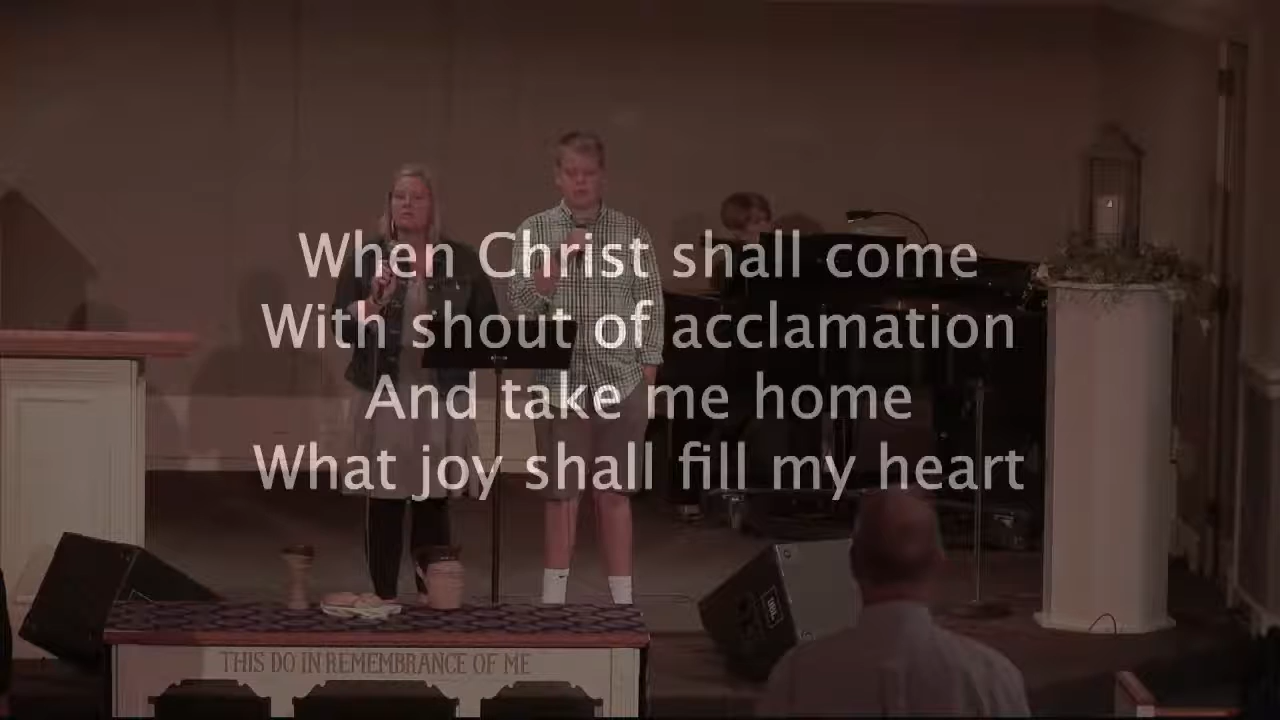 When Christ shall come
With shout of acclamation
And take me home
What joy shall fill my heart
JBL
THIS DO IN REMEMBRANCE OF ME